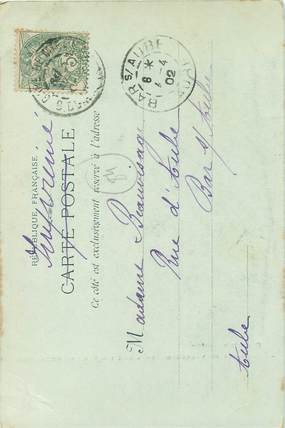 RÉPUBLIQUE FRANÇAISE
CARTE POSTALE
Ce côté est exclusivement réservé à l'adresse
Imprimé
Madame
Rue d'Aube
Bar s/ Aube
Aube
BAR S/ AUBE
6 * 4
02